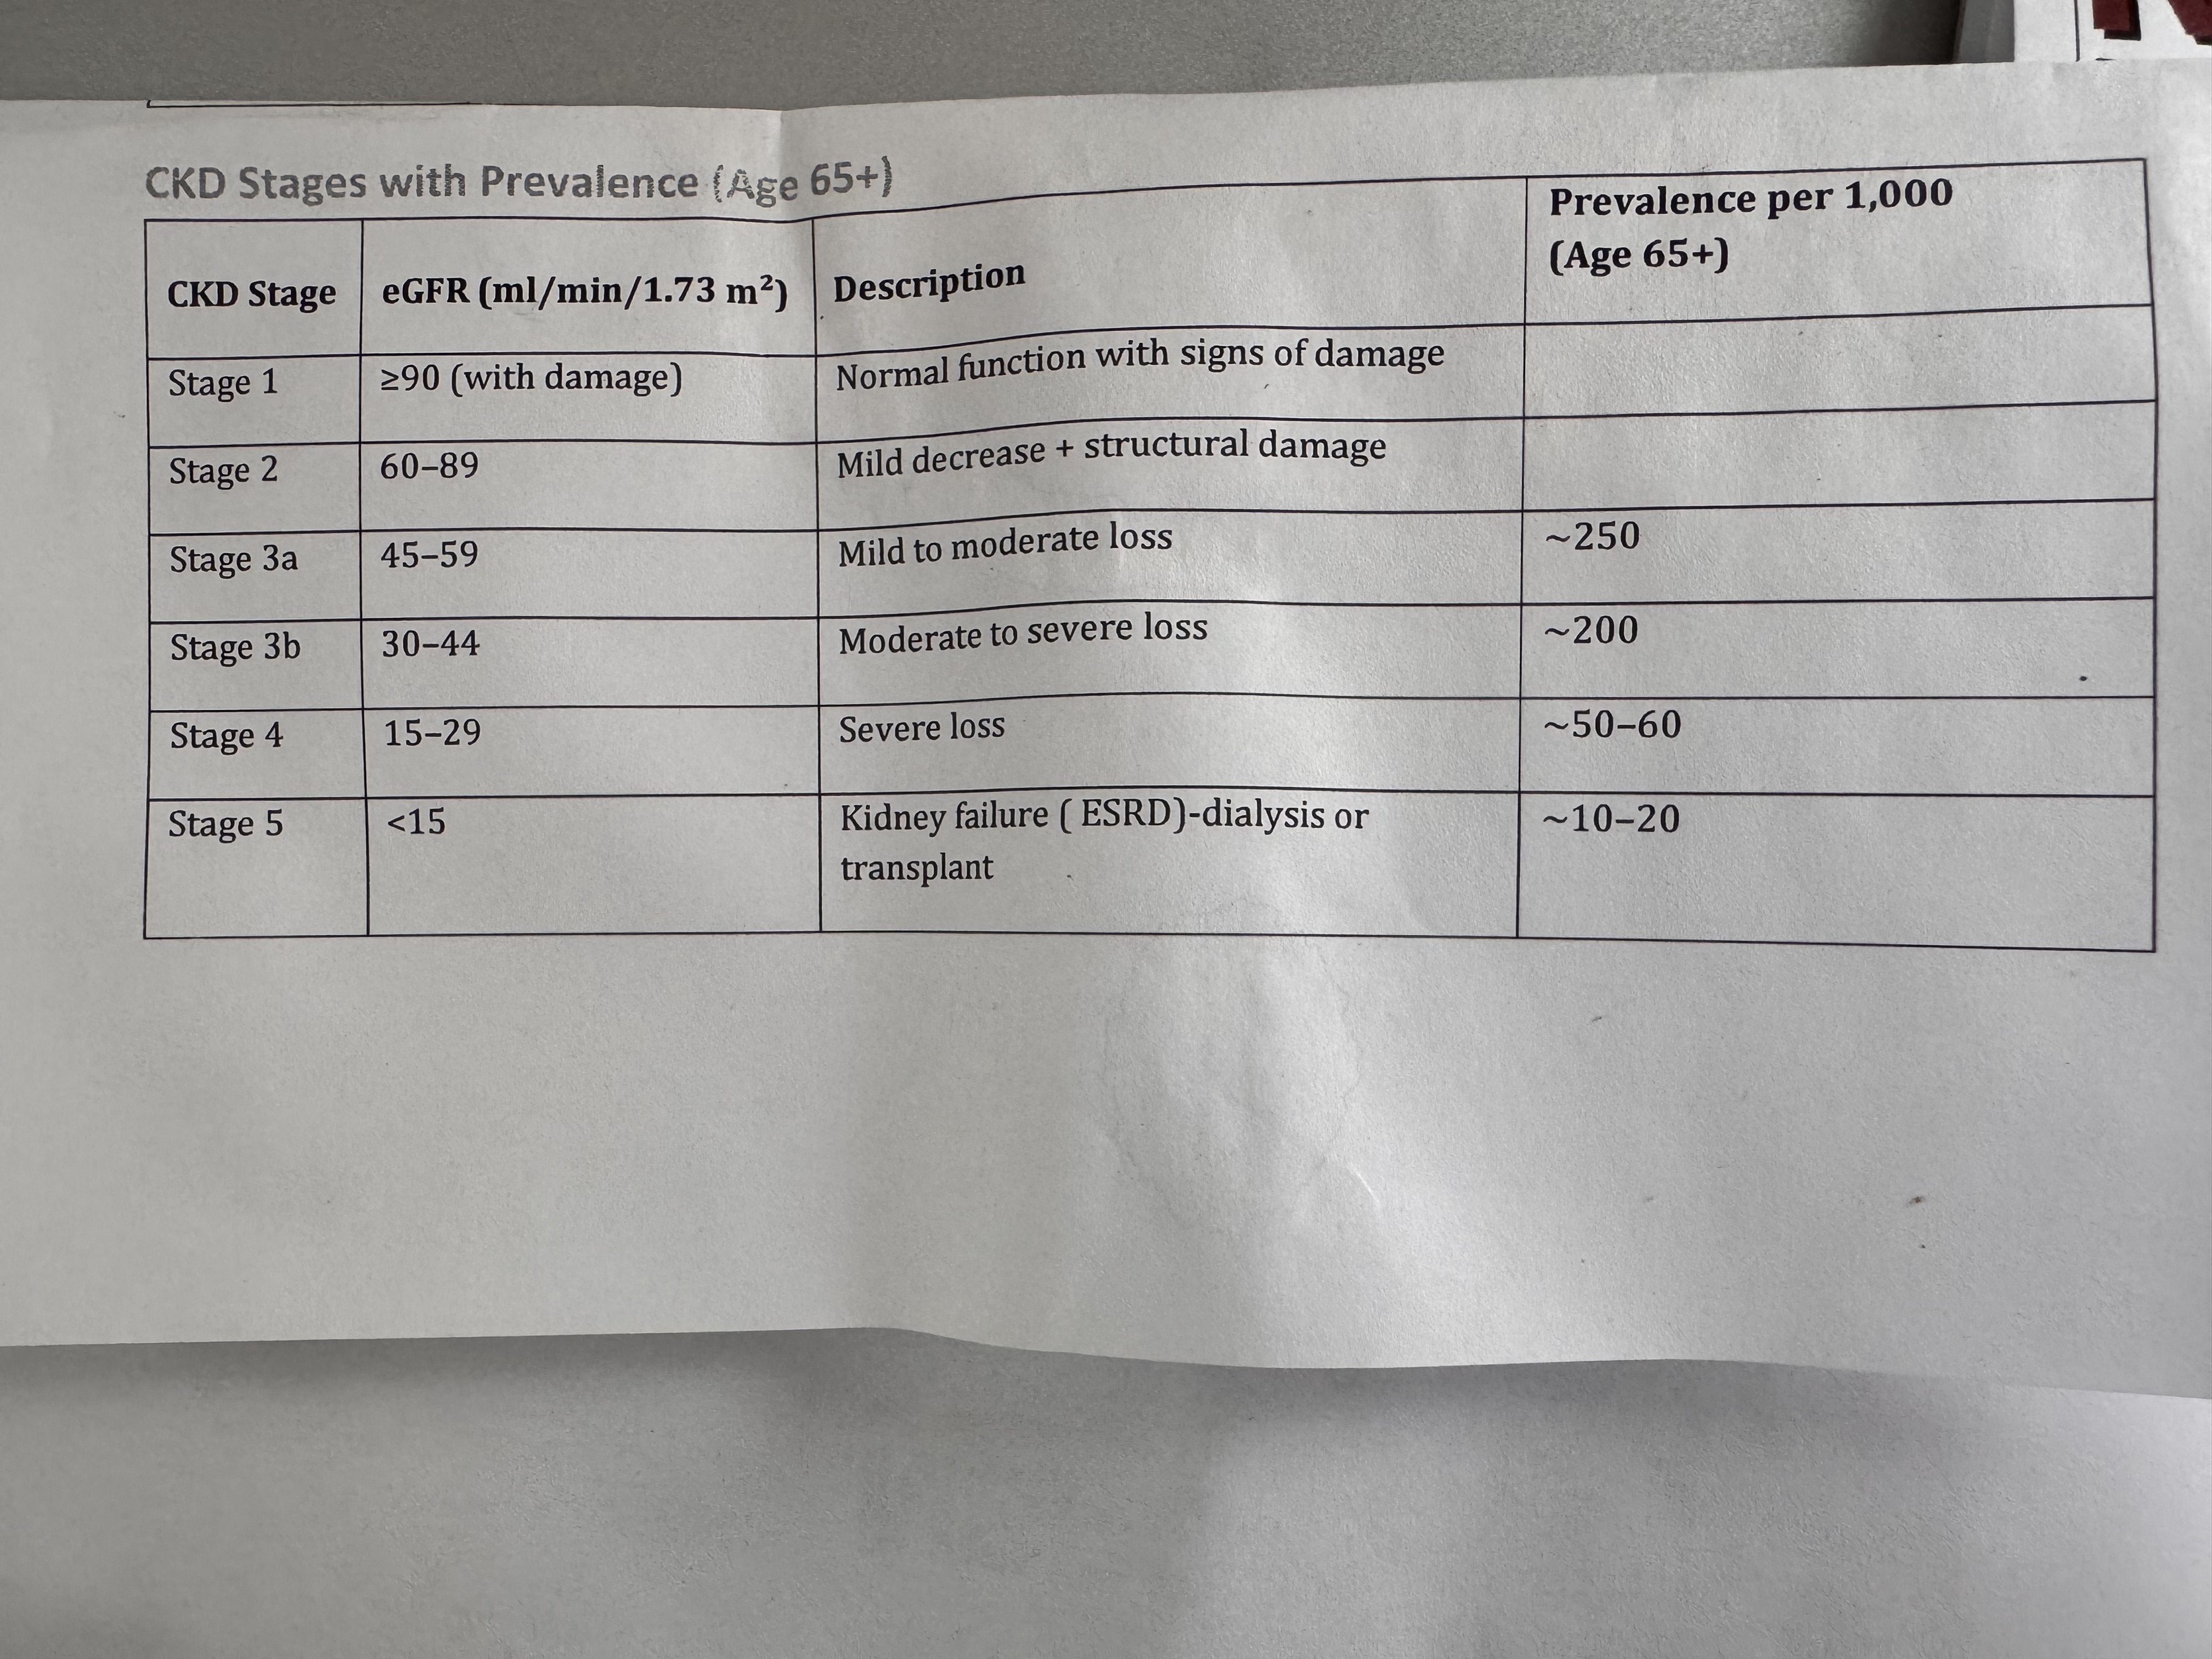 CKD Stages with Prevalence (Age 65+)
CKD Stage eGFR (ml/min/1.73 m²) Description Prevalence per 1,000
(Age 65+)
Stage 1 ≥90 (with damage) Normal function with signs of damage
Stage 2 60–89 Mild decrease + structural damage
Stage 3a 45–59 Mild to moderate loss ~250
Stage 3b 30–44 Moderate to severe loss ~200
Stage 4 15–29 Severe loss ~50–60
Stage 5 <15 Kidney failure ( ESRD)-dialysis or ~10–20
transplant